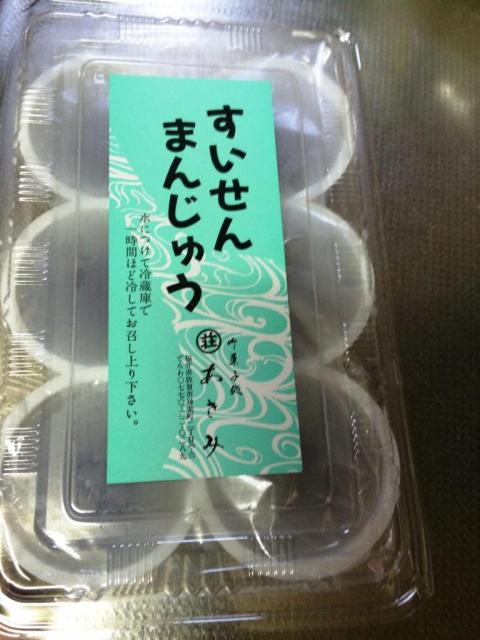 すいせん
まんじゅう
水につけて冷蔵庫で
一時間ほど冷してお召し上り下さい。
御菓子処
荘 あさみ